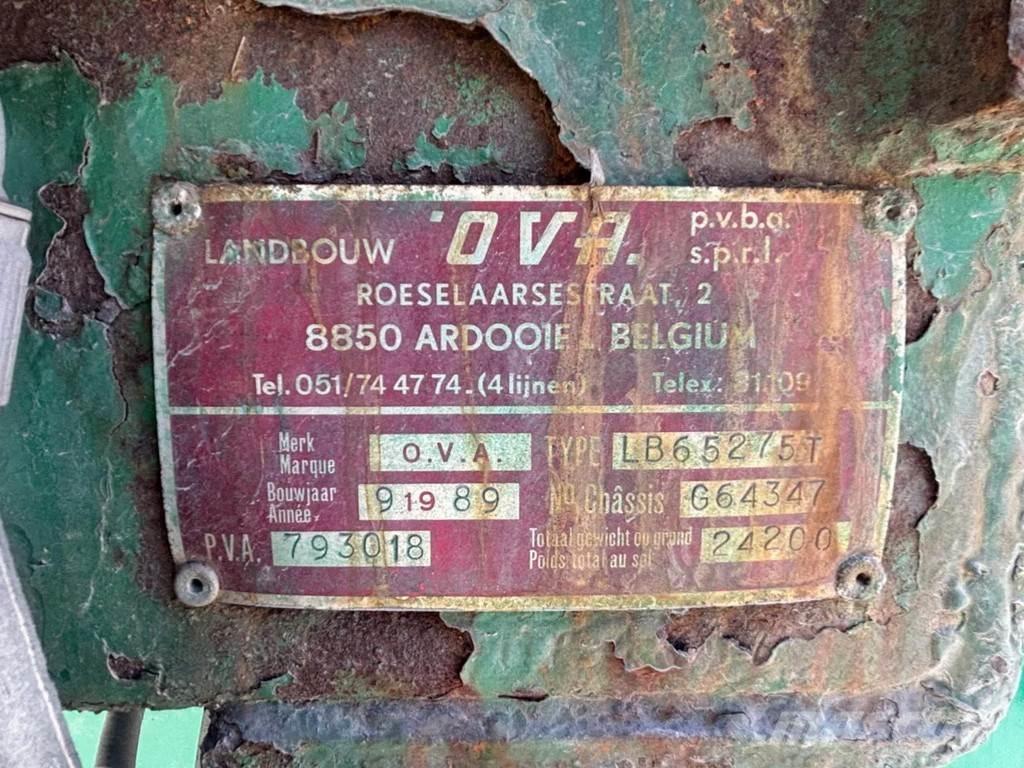 LANDBOUW O.V.A. p.v.b.a.
s.p.r.l.
ROESELAARSESTRAAT, 2
8850 ARDOOIE - BELGIUM
Tel. 051/74 47 74 - (4 lijnen) Telex: 81109
Merk
Marque O.V.A. TYPE LB65275T
Bouwjaar
Année 9 19 89 No Châssis G64347
P.V.A. 793018 Totaal gewicht op grond
Poids total au sol 24200